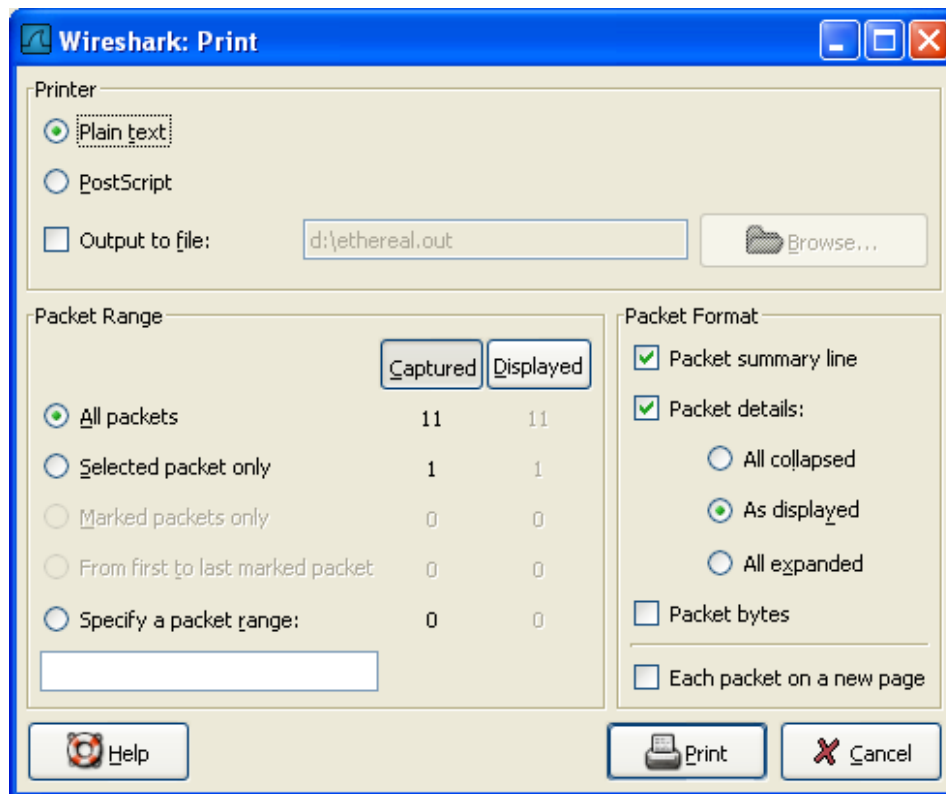 Wireshark: Print
Printer
Plain text
PostScript
Output to file: d:\ethereal.out Browse...
Packet Range
Captured Displayed
All packets 11 11
Selected packet only 1 1
Marked packets only 0 0
From first to last marked packet 0 0
Specify a packet range: 0 0
Packet Format
Packet summary line
Packet details:
All collapsed
As displayed
All expanded
Packet bytes
Each packet on a new page
Help Print Cancel